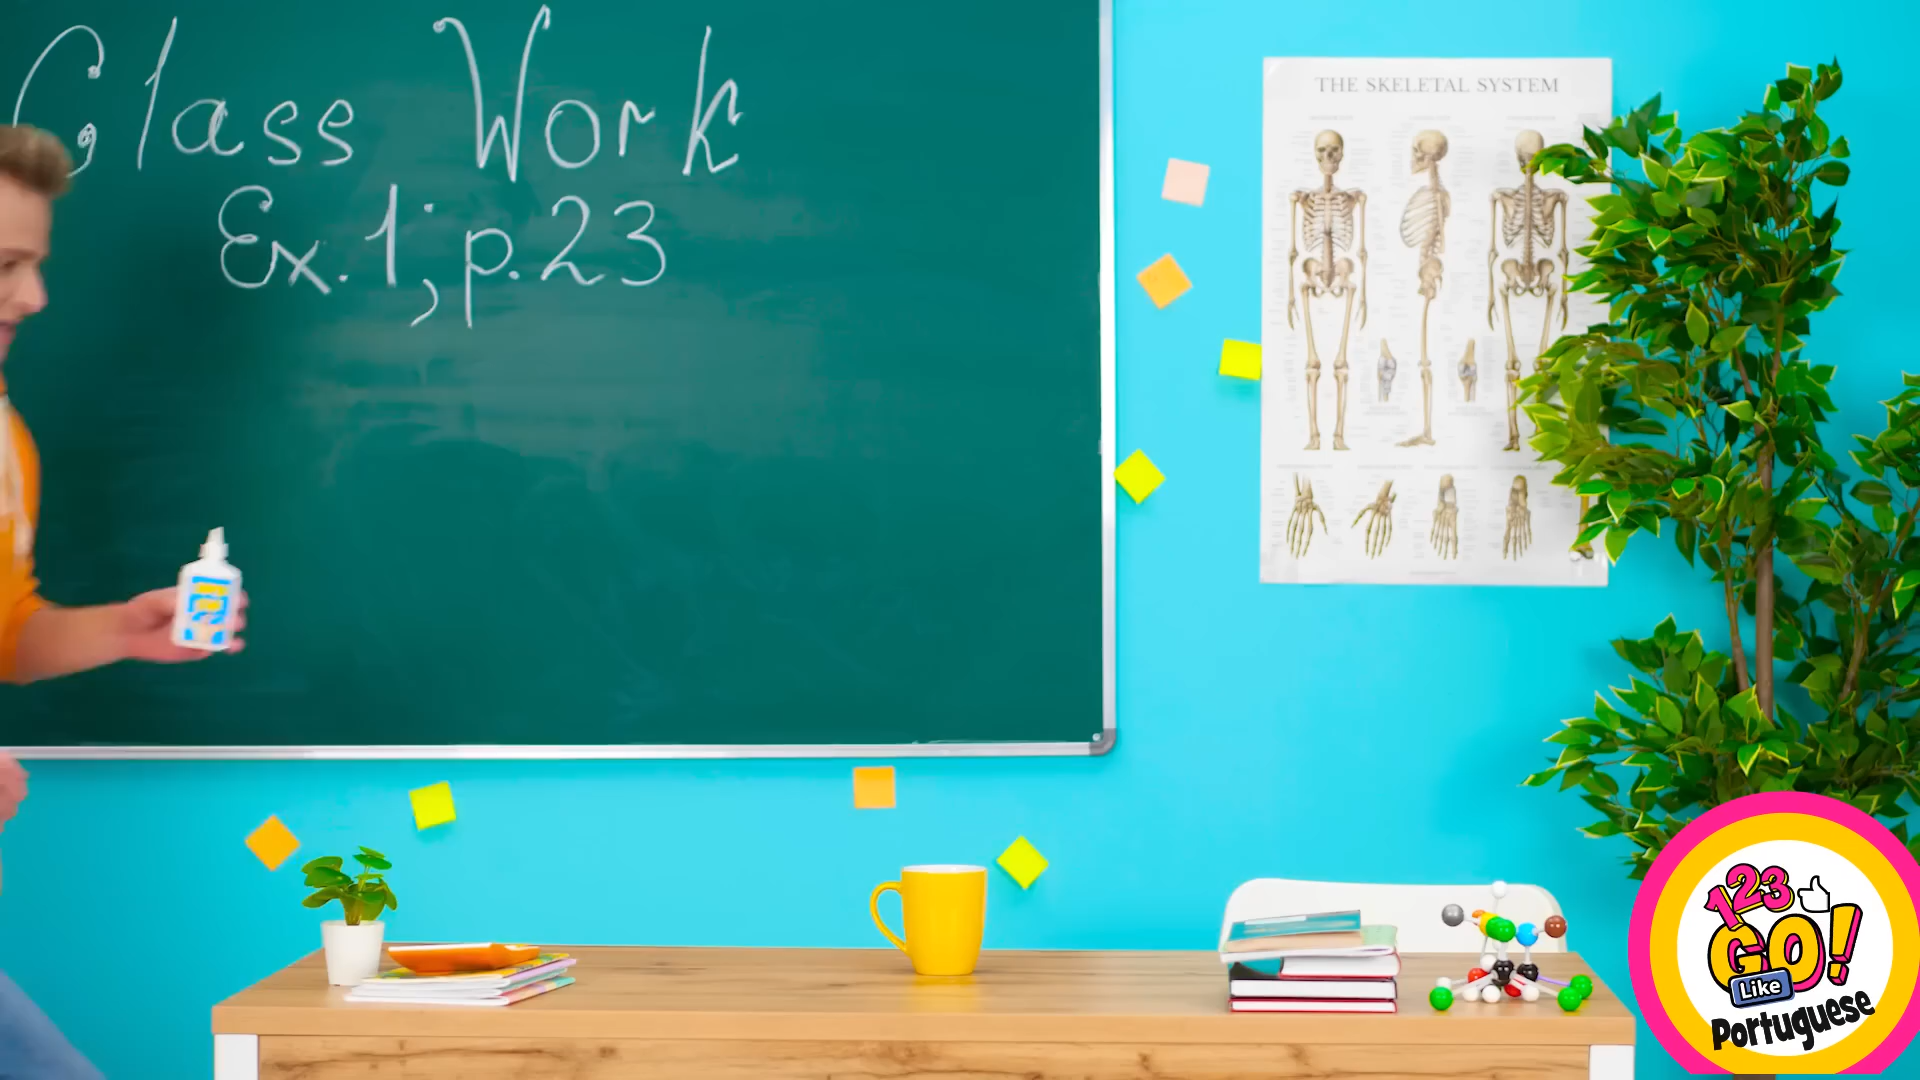 Class Work
Ex. 1; p. 23
THE SKELETAL SYSTEM
123
GO!
Like
Portuguese